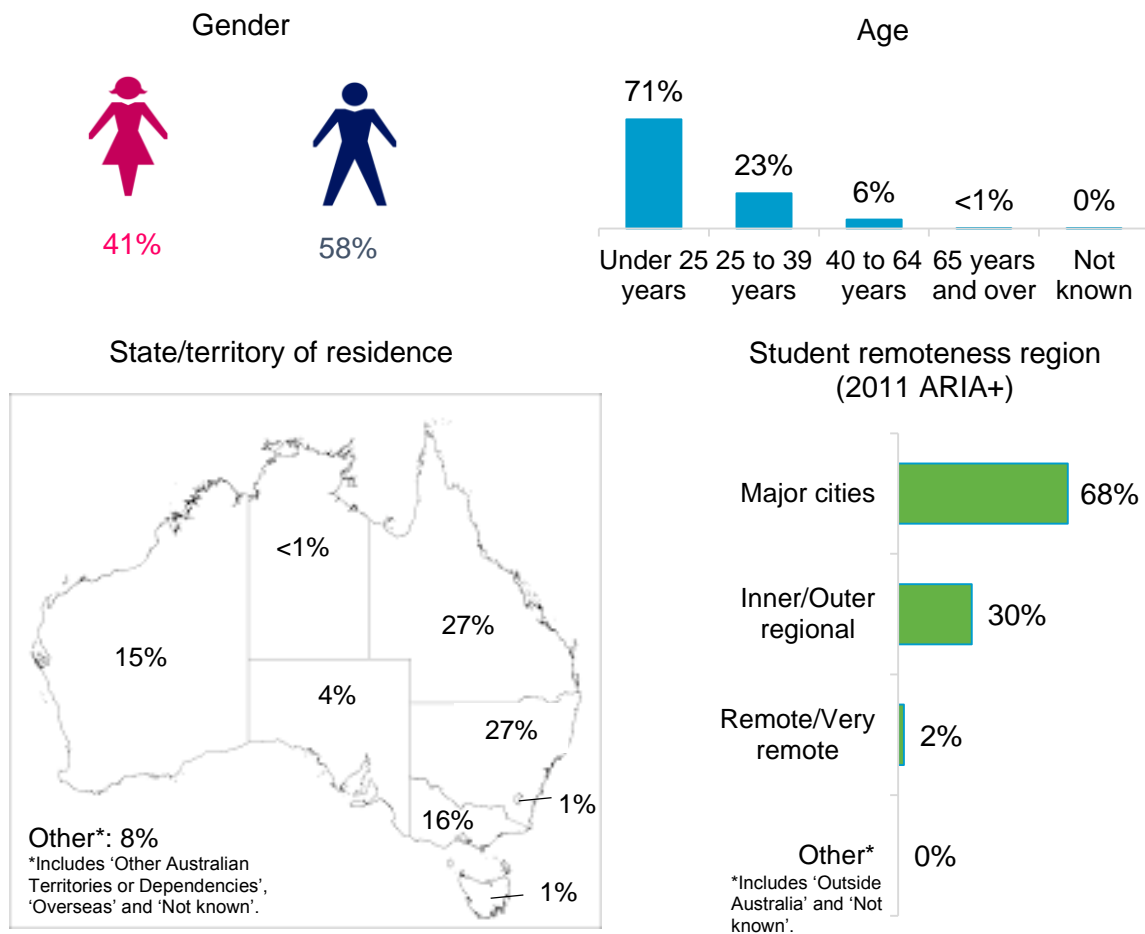 Gender
41%
58%
Age
71%
23%
6%
<1%
0%
Under 25
years
25 to 39
years
40 to 64
years
65 years
and over
Not
known
State/territory of residence
<1%
27%
15%
4%
27%
1%
16%
1%
Other*: 8%
*Includes ‘Other Australian
Territories or Dependencies’,
‘Overseas’ and ‘Not known’.
Student remoteness region
(2011 ARIA+)
Major cities
68%
Inner/Outer
regional
30%
Remote/Very
remote
2%
Other*
0%
*Includes ‘Outside
Australia’ and ‘Not
known’.